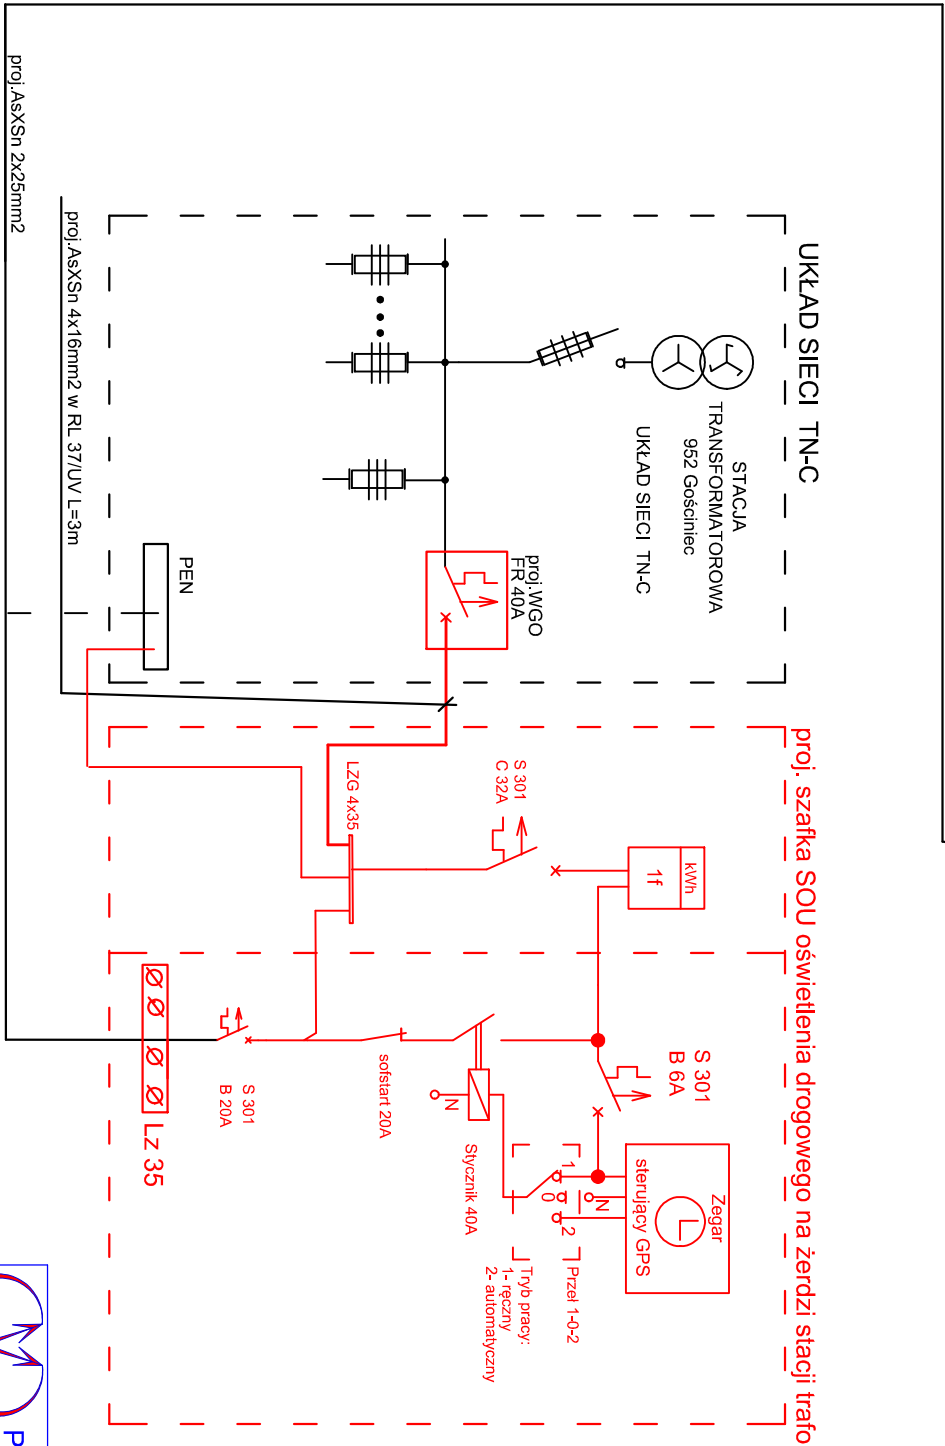 UKŁAD SIECI TN-C
STACJA
TRANSFORMATOROWA
952 Gościniec
UKŁAD SIECI TN-C
proj.WGO
FR 40A
PEN
proj.AsXSn 4x16mm2 w RL 37/UV L=3m
proj.AsXSn 2x25mm2
proj. szafka SOU oświetlenia drogowego na żerdzi stacji trafo
kWh
1f
S 301
C 32A
LZG 4x35
S 301
B 6A
Zegar
sterujący GPS
N
1
0
2
Przeł 1-0-2
Tryb pracy:
1- ręczny
2- automatyczny
Stycznik 40A
N
sofstart 20A
S 301
B 20A
Lz 35
P